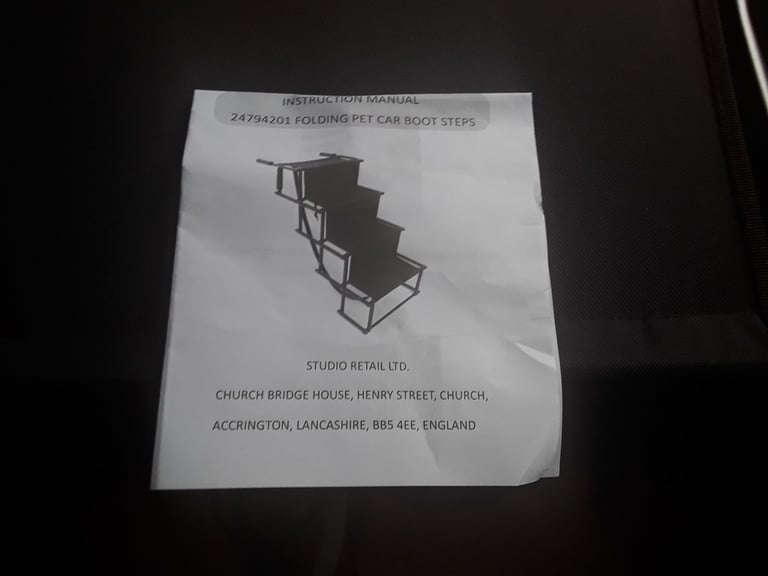 INSTRUCTION MANUAL
24794201 FOLDING PET CAR BOOT STEPS
STUDIO RETAIL LTD.
CHURCH BRIDGE HOUSE, HENRY STREET, CHURCH,
ACCRINGTON, LANCASHIRE, BB5 4EE, ENGLAND